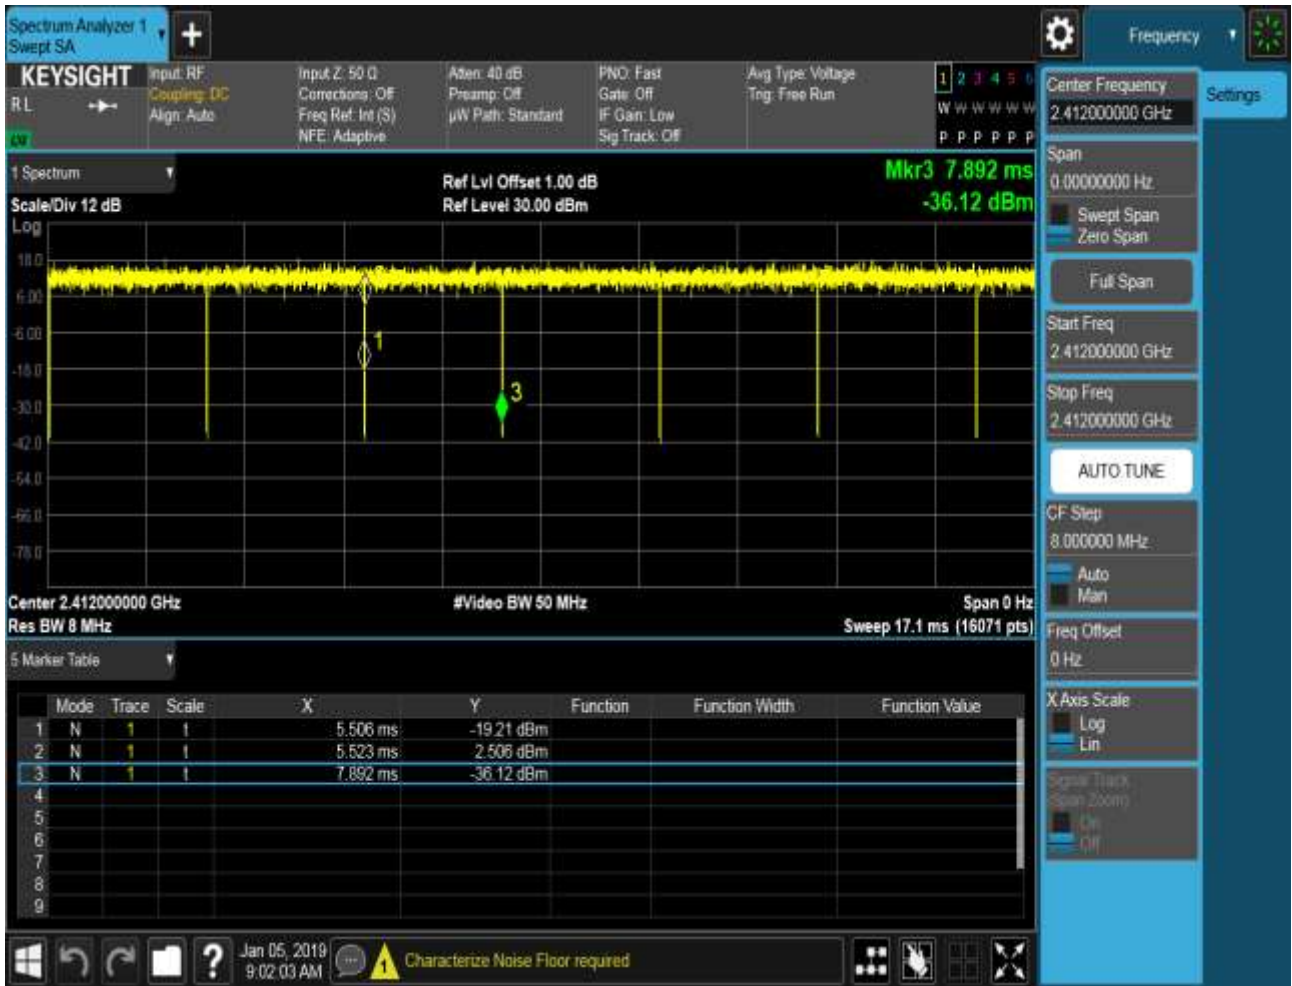 Spectrum Analyzer 1
Swept SA
+
Frequency
KEYSIGHT
RL
Input: RF
Coupling: DC
Align: Auto
Input Z: 50 Ω
Corrections: Off
Freq Ref: Int (S)
NFE: Adaptive
Atten: 40 dB
Preamp: Off
µW Path: Standard
PNO: Fast
Gate: Off
IF Gain: Low
Sig Track: Off
Avg Type: Voltage
Trig: Free Run
1 2 3 4 5 6
W W W W W W
P P P P P P
1 Spectrum
Scale/Div 12 dB
Log
Ref Lvl Offset 1.00 dB
Ref Level 30.00 dBm
Mkr3 7.892 ms
-36.12 dBm
18.0
6.00
-6.00
-18.0
-30.0
-42.0
-54.0
-66.0
-78.0
1
3
Center 2.412000000 GHz
Res BW 8 MHz
#Video BW 50 MHz
Span 0 Hz
Sweep 17.1 ms (16071 pts)
5 Marker Table
Mode Trace Scale X Y Function Function Width Function Value
1 N 1 t 5.506 ms -19.21 dBm
2 N 1 t 5.523 ms 2.506 dBm
3 N 1 t 7.892 ms -36.12 dBm
4
5
6
7
8
9
Center Frequency
2.412000000 GHz
Settings
Span
0.00000000 Hz
Swept Span
Zero Span
Full Span
Start Freq
2.412000000 GHz
Stop Freq
2.412000000 GHz
AUTO TUNE
CF Step
8.000000 MHz
Auto
Man
Freq Offset
0 Hz
X Axis Scale
Log
Lin
Signal Track
(Span Zoom)
On
Off
?
Jan 05, 2019
9:02:03 AM
1
Characterize Noise Floor required